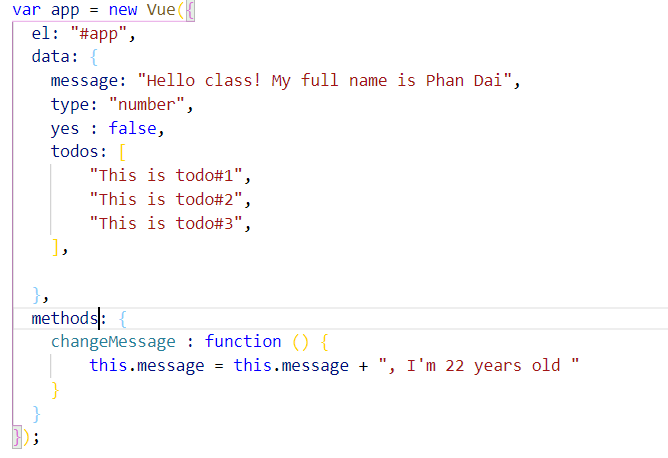 var app = new Vue({
  el: "#app",
  data: {
    message: "Hello class! My full name is Phan Dai",
    type: "number",
    yes : false,
    todos: [
        "This is todo#1",
        "This is todo#2",
        "This is todo#3",
    ],

  },
  methods: {
    changeMessage : function () {
        this.message = this.message + ", I'm 22 years old "
    }
  }
});